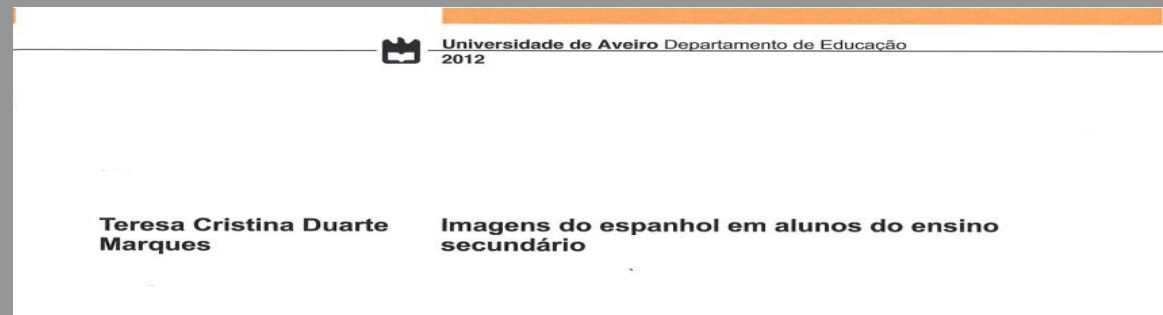 Universidade de Aveiro Departamento de Educação
2012
Teresa Cristina Duarte
Marques
Imagens do espanhol em alunos do ensino
secundário